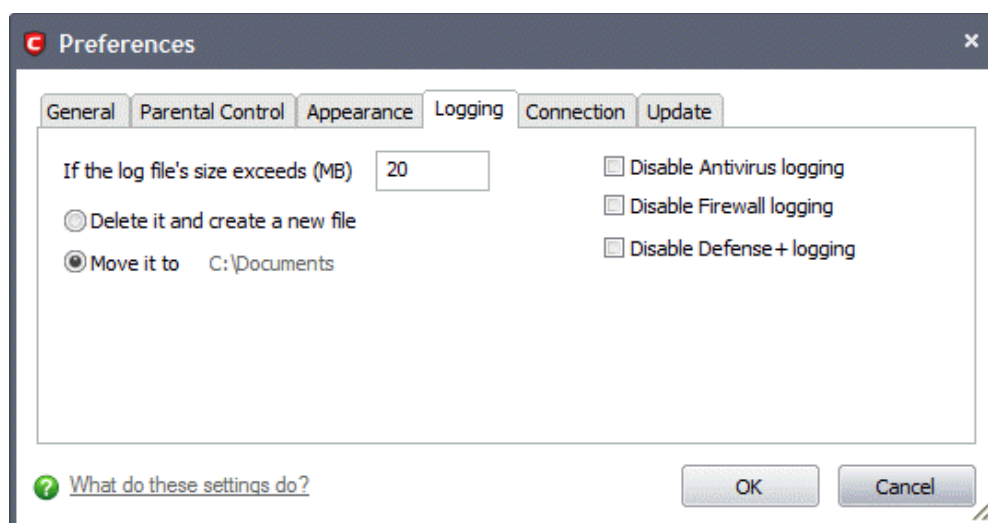 Preferences
General Parental Control Appearance Logging Connection Update
If the log file's size exceeds (MB) 20
Delete it and create a new file
Move it to C:\Documents
Disable Antivirus logging
Disable Firewall logging
Disable Defense+ logging
What do these settings do?
OK Cancel